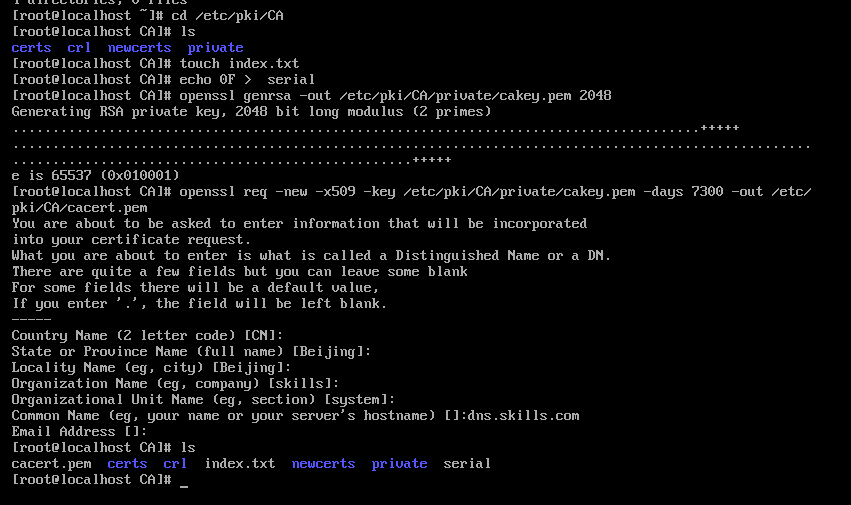 4 directories, 0 files
[root@localhost ~]# cd /etc/pki/CA
[root@localhost CA]# ls
certs  crl  newcerts  private
[root@localhost CA]# touch index.txt
[root@localhost CA]# echo 0F >  serial
[root@localhost CA]# openssl genrsa -out /etc/pki/CA/private/cakey.pem 2048
Generating RSA private key, 2048 bit long modulus (2 primes)
......................................................................................+++++
....................................................................................................
..................................................+++++
e is 65537 (0x010001)
[root@localhost CA]# openssl req -new -x509 -key /etc/pki/CA/private/cakey.pem -days 7300 -out /etc/
pki/CA/cacert.pem
You are about to be asked to enter information that will be incorporated
into your certificate request.
What you are about to enter is what is called a Distinguished Name or a DN.
There are quite a few fields but you can leave some blank
For some fields there will be a default value,
If you enter '.', the field will be left blank.
-----
Country Name (2 letter code) [CN]:
State or Province Name (full name) [Beijing]:
Locality Name (eg, city) [Beijing]:
Organization Name (eg, company) [skills]:
Organizational Unit Name (eg, section) [system]:
Common Name (eg, your name or your server's hostname) []:dns.skills.com
Email Address []:
[root@localhost CA]# ls
cacert.pem  certs  crl  index.txt  newcerts  private  serial
[root@localhost CA]# _